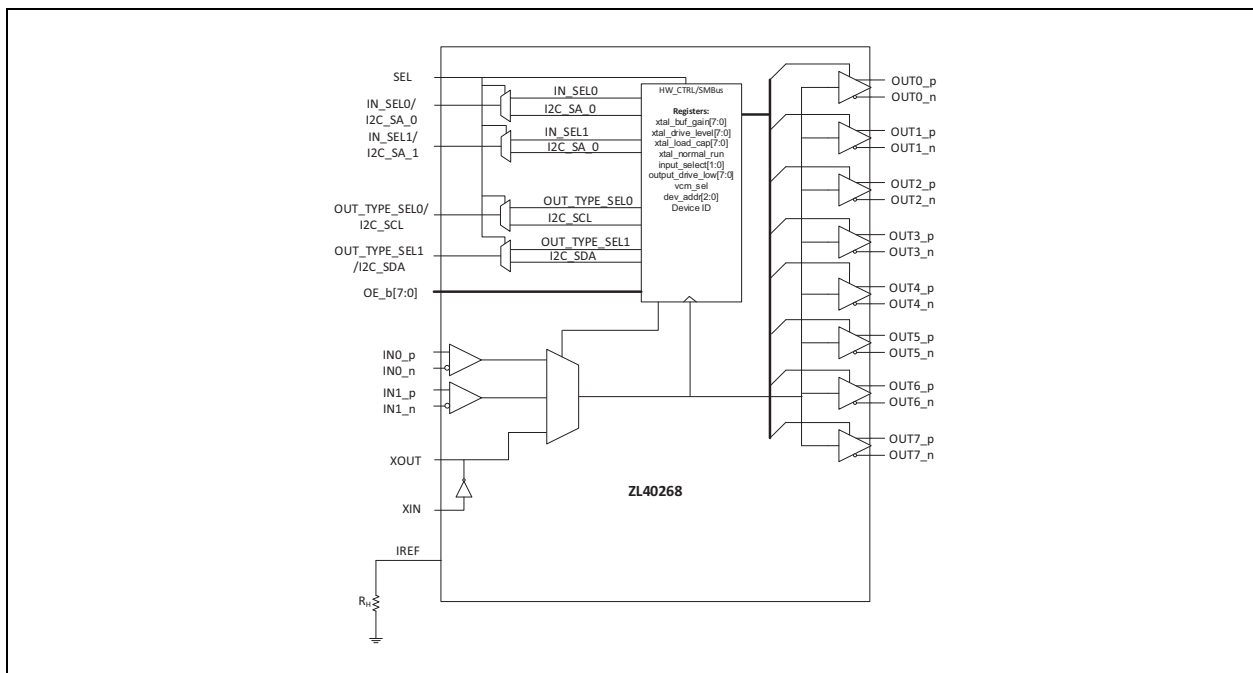 SEL
IN_SEL0/
I2C_SA_0
IN_SEL1/
I2C_SA_1
OUT_TYPE_SEL0/
I2C_SCL
OUT_TYPE_SEL1
/I2C_SDA
OE_b[7:0]
IN0_p
IN0_n
IN1_p
IN1_n
XOUT
XIN
IREF
RH
IN_SEL0
I2C_SA_0
IN_SEL1
I2C_SA_0
OUT_TYPE_SEL0
I2C_SCL
OUT_TYPE_SEL1
I2C_SDA
HW_CTRL/SMBus
Registers:
xtal_buf_gain[7:0]
xtal_drive_level[7:0]
xtal_load_cap[7:0]
xtal_normal_run
input_select[1:0]
output_drive_low[7:0]
vcm_sel
dev_addr[2:0]
Device ID
ZL40268
OUT0_p
OUT0_n
OUT1_p
OUT1_n
OUT2_p
OUT2_n
OUT3_p
OUT3_n
OUT4_p
OUT4_n
OUT5_p
OUT5_n
OUT6_p
OUT6_n
OUT7_p
OUT7_n